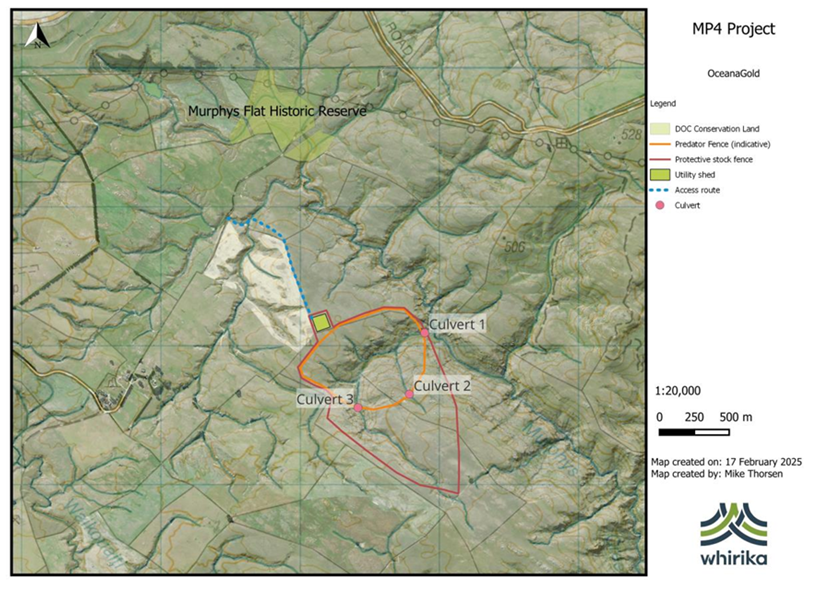 MP4 Project
OceanaGold
N
ROAD
Murphys Flat Historic Reserve
528
506
Culvert 1
Culvert 2
Culvert 3
Murphys
Legend
DOC Conservation Land
Predator Fence (indicative)
Protective stock fence
Utility shed
Access route
Culvert
1:20,000
0 250 500 m
Map created on: 17 February 2025
Map created by: Mike Thorsen
whirika